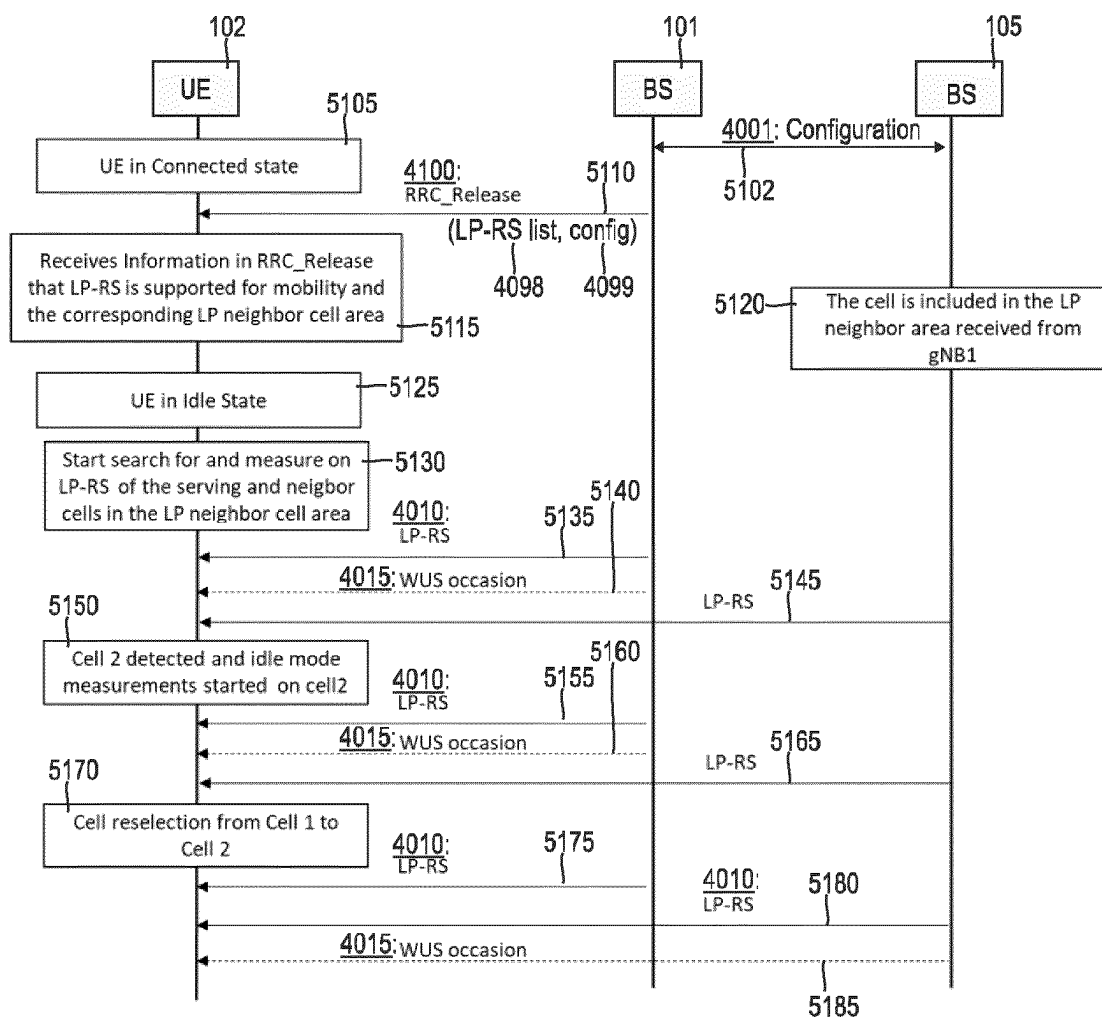 102
101
105
UE
BS
BS
5105
4001: Configuration
UE in Connected state
5102
4100:
RRC_Release
5110
(LP-RS list, config)
4098
4099
Receives Information in RRC_Release
that LP-RS is supported for mobility and
the corresponding LP neighbor cell area
5115
5120
The cell is included in the LP
neighbor area received from
gNB1
5125
UE in Idle State
Start search for and measure on
LP-RS of the serving and neigbor
cells in the LP neighbor cell area
5130
5140
4010:
LP-RS
5135
4015: WUS occasion
5145
LP-RS
5150
Cell 2 detected and idle mode
measurements started on cell2
5160
4010:
LP-RS
5155
4015: WUS occasion
5165
LP-RS
5170
Cell reselection from Cell 1 to
Cell 2
4010:
LP-RS
5175
4010:
LP-RS
5180
4015: WUS occasion
5185